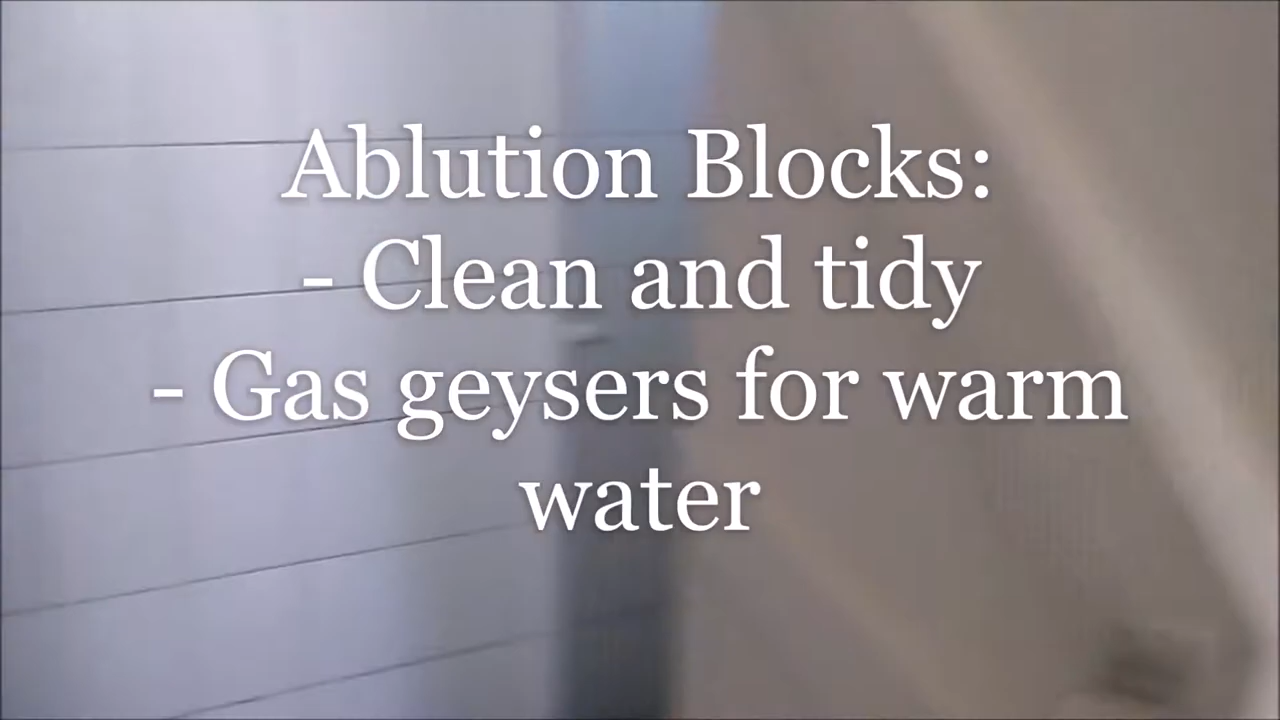 Ablution Blocks:
- Clean and tidy
- Gas geysers for warm
water